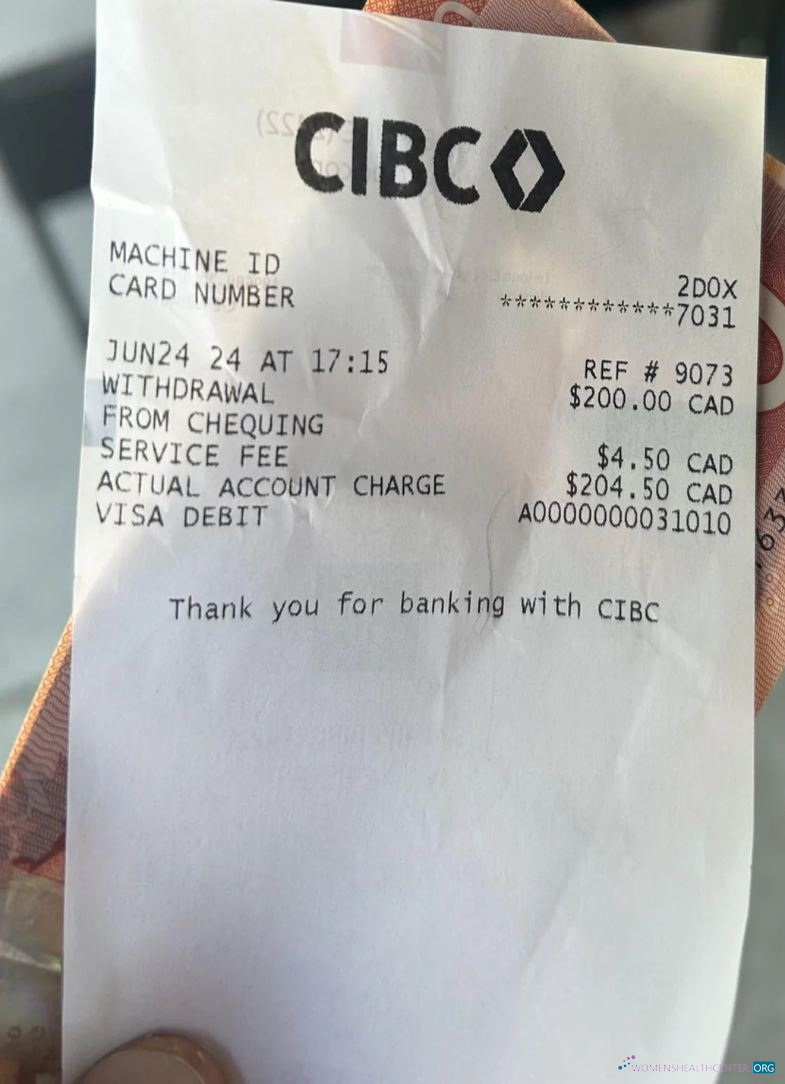 CIBC
MACHINE ID 2D0X
CARD NUMBER ************7031
JUN24 24 AT 17:15 REF # 9073
WITHDRAWAL $200.00 CAD
FROM CHEQUING
SERVICE FEE $4.50 CAD
ACTUAL ACCOUNT CHARGE $204.50 CAD
VISA DEBIT A0000000031010
Thank you for banking with CIBC
WOMENSHEALTHCENTER.ORG